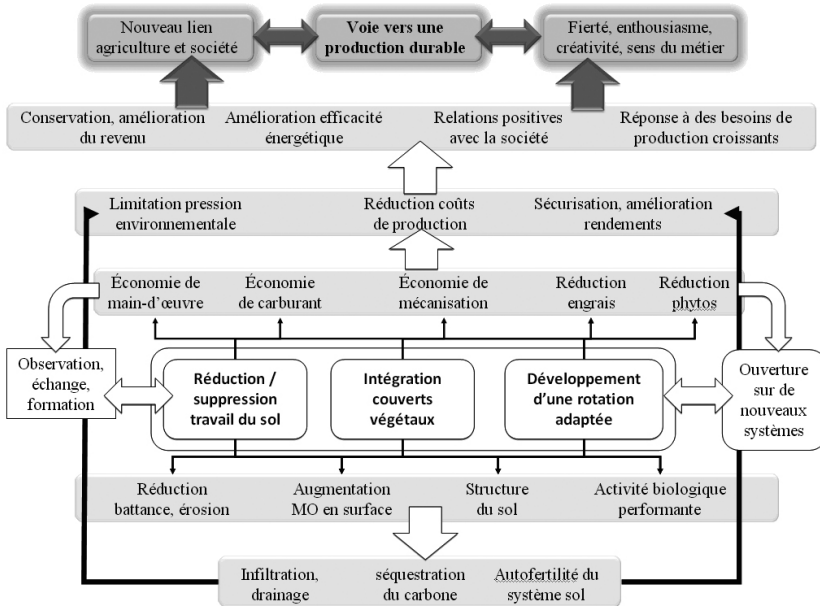 Nouveau lien
agriculture et société
Voie vers une
production durable
Fierté, enthousiasme,
créativité, sens du métier
Conservation, amélioration
du revenu
Amélioration efficacité
énergétique
Relations positives
avec la société
Réponse à des besoins de
production croissants
Limitation pression
environnementale
Réduction coûts
de production
Sécurisation, amélioration
rendements
Économie de
main-d'œuvre
Économie
de carburant
Économie de
mécanisation
Réduction
engrais
Réduction
phytos
Observation,
échange,
formation
Réduction /
suppression
travail du sol
Intégration
couverts
végétaux
Développement
d'une rotation
adaptée
Ouverture
sur de
nouveaux
systèmes
Réduction
battance, érosion
Augmentation
MO en surface
Structure
du sol
Activité biologique
performante
Infiltration,
drainage
séquestration
du carbone
Autofertilité du
système sol